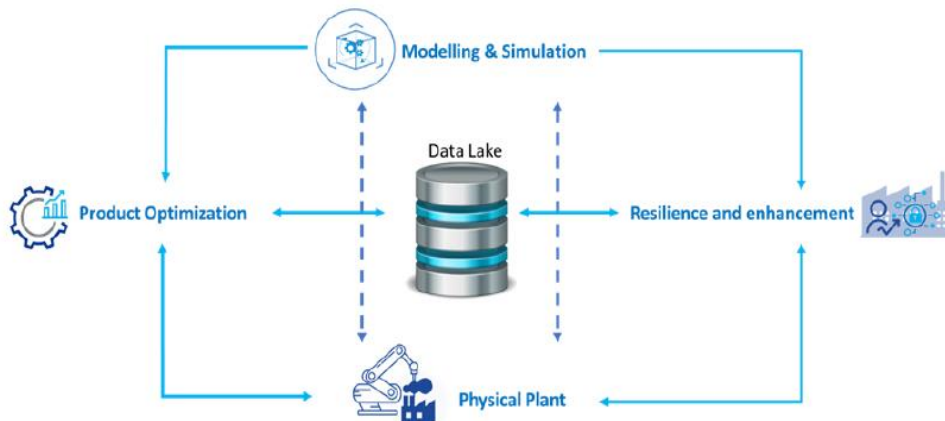 Modelling & Simulation
Data Lake
Product Optimization
Resilience and enhancement
Physical Plant